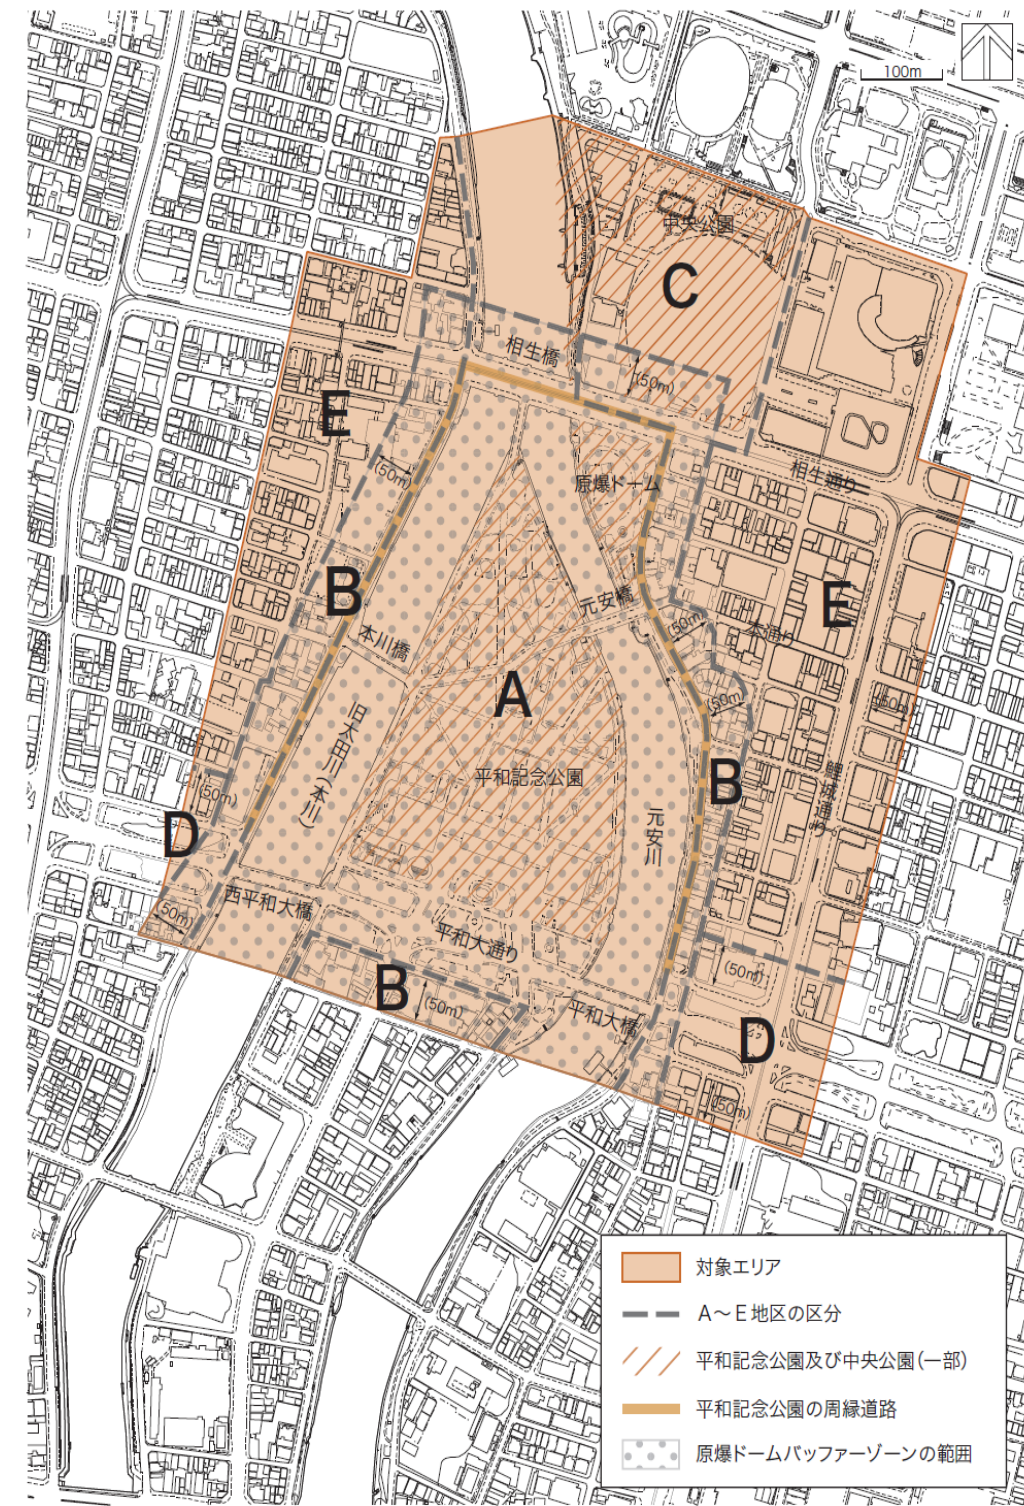 100m
中央公園
C
相生橋
(50m)
E
原爆ドーム
相生通り
(50m)
B
元安橋
E
(50m)
本通り
本川橋
A
(50m)
(50m)
旧太田川(本川)
平和記念公園
B
鯉城通り
(50m)
D
元安川
西平和大橋
(50m)
平和大通り
(50m)
B
(50m)
平和大橋
D
(50m)
対象エリア
A～E地区の区分
平和記念公園及び中央公園(一部)
平和記念公園の周縁道路
原爆ドームバッファーゾーンの範囲